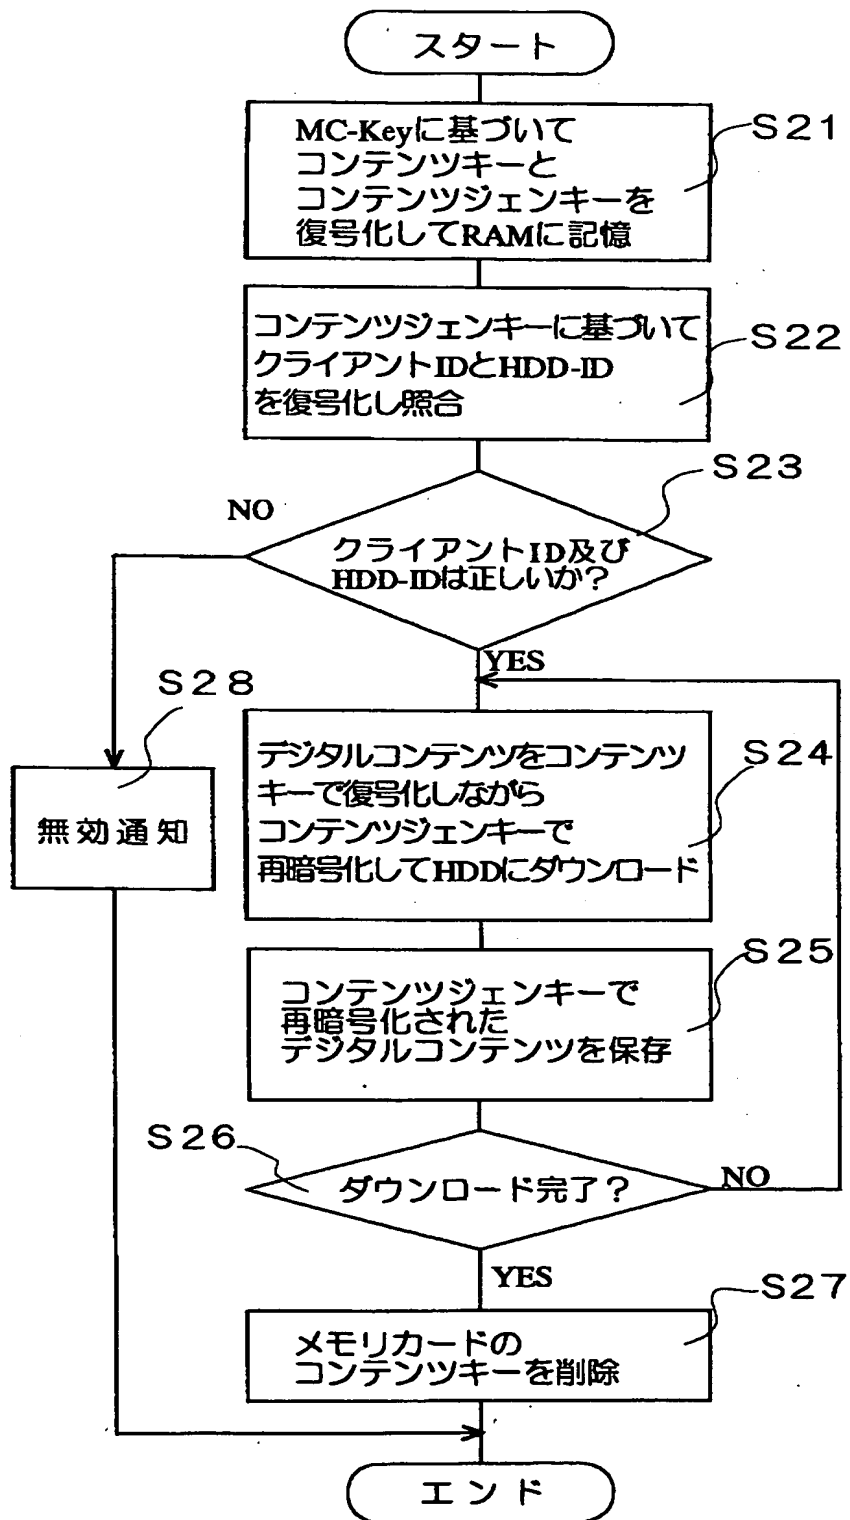 スタート
MC-Keyに基づいて
コンテンツキーと
コンテンツジェンキーを
復号化してRAMに記憶
S21
コンテンツジェンキーに基づいて
クライアントIDとHDD-ID
を復号化し照合
S22
S23
NO
クライアントID及び
HDD-IDは正しいか?
YES
S28
無効通知
デジタルコンテンツをコンテンツ
キーで復号化しながら
コンテンツジェンキーで
再暗号化してHDDにダウンロード
S24
コンテンツジェンキーで
再暗号化された
デジタルコンテンツを保存
S25
S26
ダウンロード完了?
NO
YES
メモリカードの
コンテンツキーを削除
S27
エンド